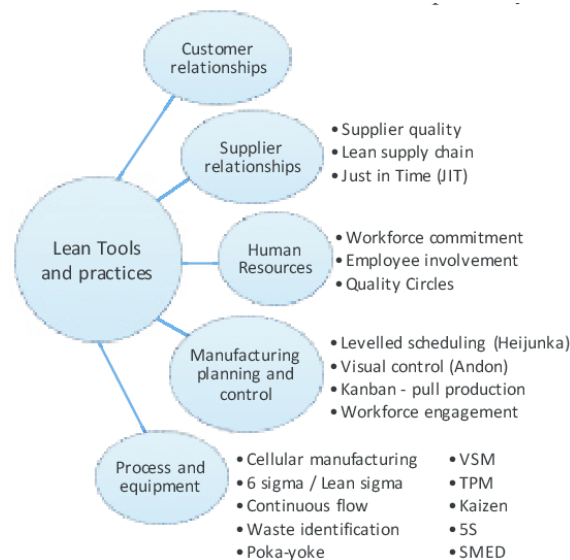 Customer
relationships
Supplier
relationships
• Supplier quality
• Lean supply chain
• Just in Time (JIT)
Lean Tools
and practices
Human
Resources
• Workforce commitment
• Employee involvement
• Quality Circles
Manufacturing
planning and
control
• Levelled scheduling (Heijunka)
• Visual control (Andon)
• Kanban - pull production
• Workforce engagement
Process and
equipment
• Cellular manufacturing
• 6 sigma / Lean sigma
• Continuous flow
• Waste identification
• Poka-yoke
• VSM
• TPM
• Kaizen
• 5S
• SMED